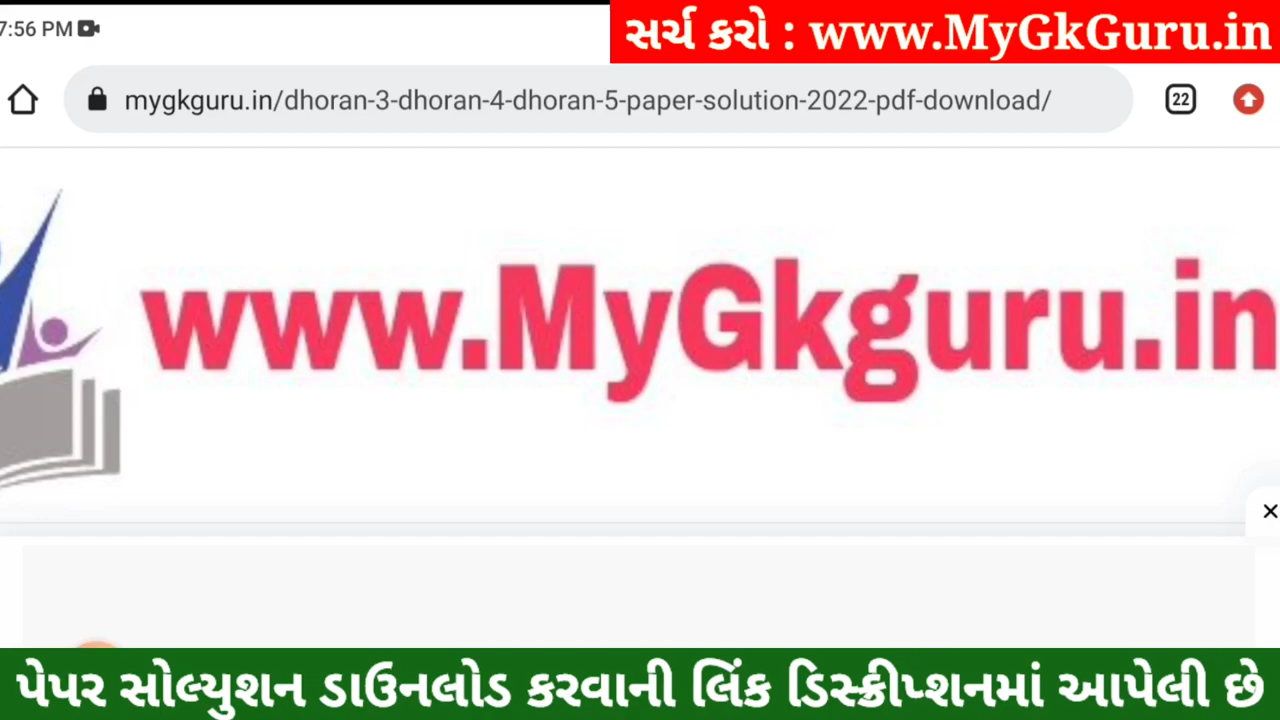 7:56 PM
સર્ચ કરો : www.MyGkGuru.in
mygkguru.in/dhoran-3-dhoran-4-dhoran-5-paper-solution-2022-pdf-download/
22
www.MyGkguru.in
પેપર સોલ્યુશન ડાઉનલોડ કરવાની લિંક ડિસ્ક્રીપ્શનમાં આપેલી છે